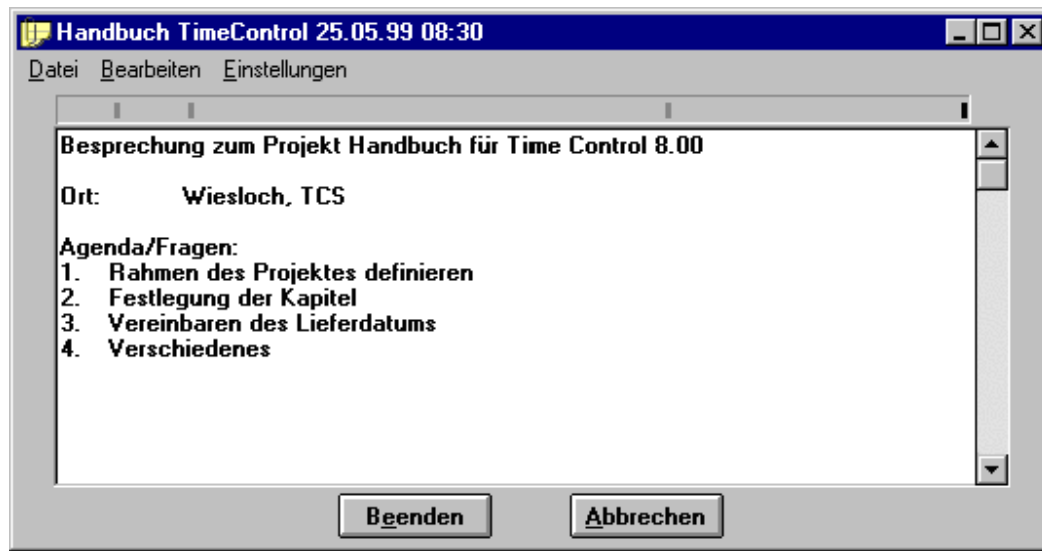 Handbuch TimeControl 25.05.99 08:30
Datei Bearbeiten Einstellungen
Besprechung zum Projekt Handbuch für Time Control 8.00
Ort: Wiesloch, TCS
Agenda/Fragen:
1. Rahmen des Projektes definieren
2. Festlegung der Kapitel
3. Vereinbaren des Lieferdatums
4. Verschiedenes
Beenden Abbrechen